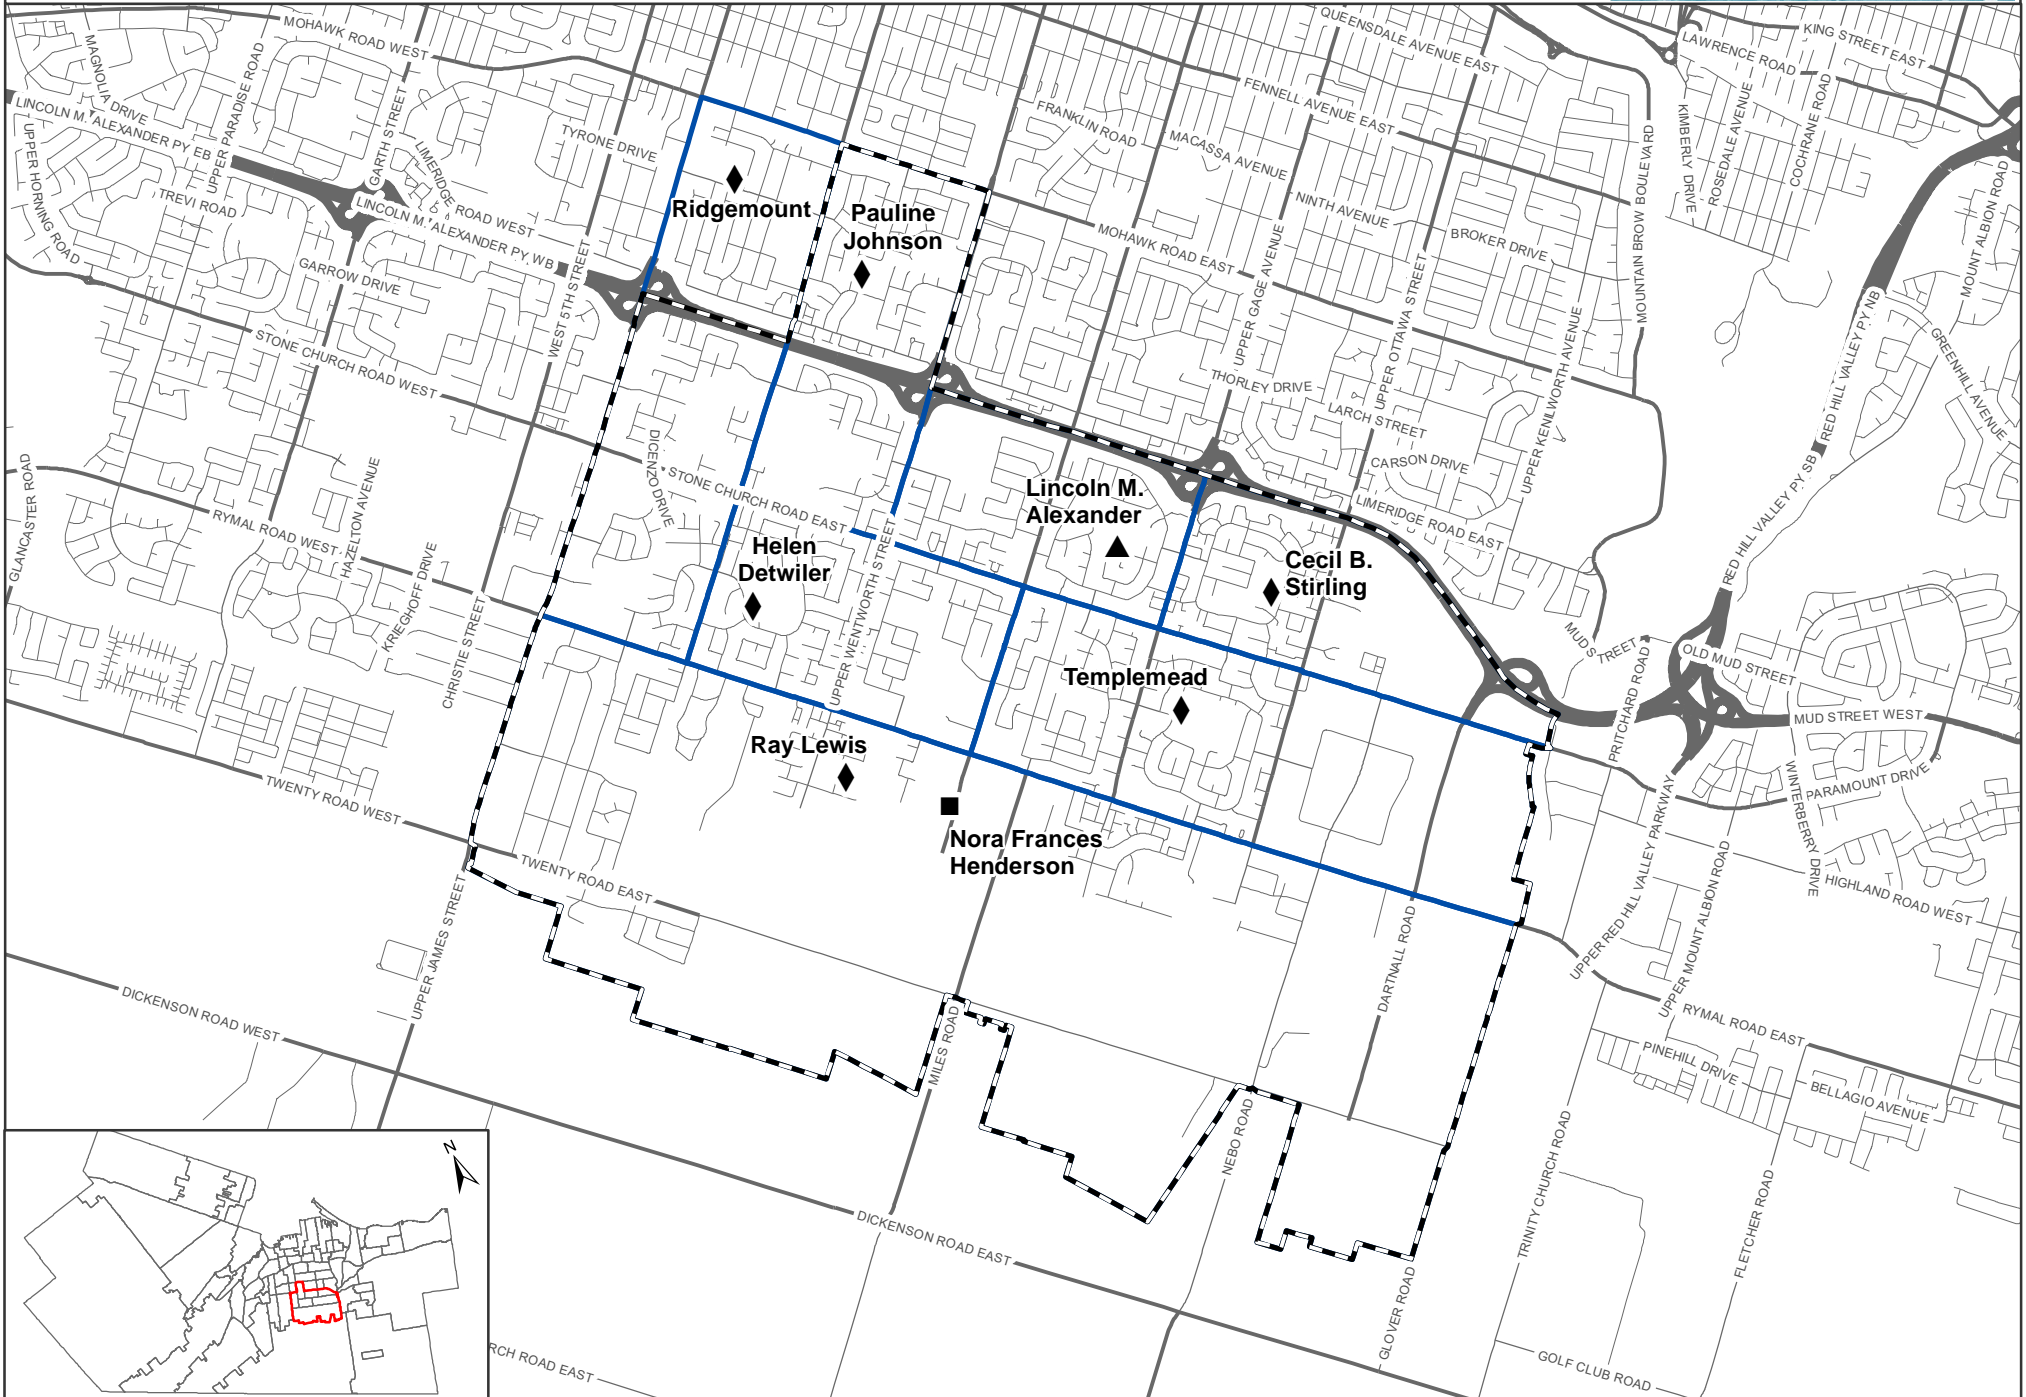 MOHAWK ROAD WEST
MAGNOLIA DRIVE
UPPER PARADISE ROAD
GARTH STREET
LINCOLN M. ALEXANDER PY EB
UPPER HORNING ROAD
TREVI ROAD
LIMERIDGE ROAD WEST
TYRONE DRIVE
LINCOLN M. ALEXANDER PY WB
GARROW DRIVE
WEST 5TH STREET
STONE CHURCH ROAD WEST
QUEENSDALE AVENUE EAST
LAWRENCE ROAD
KING STREET EAST
FENNELL AVENUE EAST
FRANKLIN ROAD
MACASSA AVENUE
NINTH AVENUE
KIMBERLY DRIVE
ROSEDALE AVENUE
COCHRANE ROAD
MOUNTAIN BROW BOULEVARD
MOUNT ALBION ROAD
MOHAWK ROAD EAST
BROKER DRIVE
UPPER GAGE AVENUE
UPPER OTTAWA STREET
UPPER KENILWORTH AVENUE
RED HILL VALLEY PY NB
GREENHILL AVENUE
THORLEY DRIVE
LARCH STREET
CARSON DRIVE
LIMERIDGE ROAD EAST
RED HILL VALLEY PY SB
Ridgemount
Pauline
Johnson
DICENZO DRIVE
STONE CHURCH ROAD EAST
Lincoln M.
Alexander
Helen
Detwiler
Cecil B.
Stirling
UPPER WENTWORTH STREET
GLANCASTER ROAD
RYMAL ROAD WEST
HAZELTON AVENUE
KRIEGHOFF DRIVE
CHRISTIE STREET
Templemead
Ray Lewis
Nora Frances
Henderson
MUD STREET
PRITCHARD ROAD
OLD MUD STREET
MUD STREET WEST
WINTERBERRY DRIVE
PARAMOUNT DRIVE
TWENTY ROAD WEST
TWENTY ROAD EAST
UPPER JAMES STREET
DARTNALL ROAD
UPPER RED HILL VALLEY PARKWAY
UPPER MOUNT ALBION ROAD
HIGHLAND ROAD WEST
DICKENSON ROAD WEST
MILES ROAD
RYMAL ROAD EAST
PINEHILL DRIVE
BELLAGIO AVENUE
NEBO ROAD
TRINITY CHURCH ROAD
FLETCHER ROAD
DICKENSON ROAD EAST
GLOVER ROAD
GOLF CLUB ROAD
RCH ROAD EAST
N